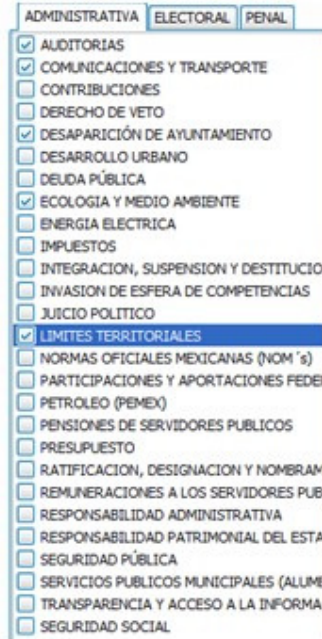 ADMINISTRATIVA ELECTORAL PENAL
AUDITORIAS
COMUNICACIONES Y TRANSPORTE
CONTRIBUCIONES
DERECHO DE VETO
DESAPARICIÓN DE AYUNTAMIENTO
DESARROLLO URBANO
DEUDA PÚBLICA
ECOLOGIA Y MEDIO AMBIENTE
ENERGIA ELECTRICA
IMPUESTOS
INTEGRACION, SUSPENSION Y DESTITUCIO
INVASION DE ESFERA DE COMPETENCIAS
JUICIO POLITICO
LIMITES TERRITORIALES
NORMAS OFICIALES MEXICANAS (NOM ´s)
PARTICIPACIONES Y APORTACIONES FEDE
PETROLEO (PEMEX)
PENSIONES DE SERVIDORES PUBLICOS
PRESUPUESTO
RATIFICACION, DESIGNACION Y NOMBRAM
REMUNERACIONES A LOS SERVIDORES PUB
RESPONSABILIDAD ADMINISTRATIVA
RESPONSABILIDAD PATRIMONIAL DEL ESTA
SEGURIDAD PÚBLICA
SERVICIOS PUBLICOS MUNICIPALES (ALUM
TRANSPARENCIA Y ACCESO A LA INFORMA
SEGURIDAD SOCIAL